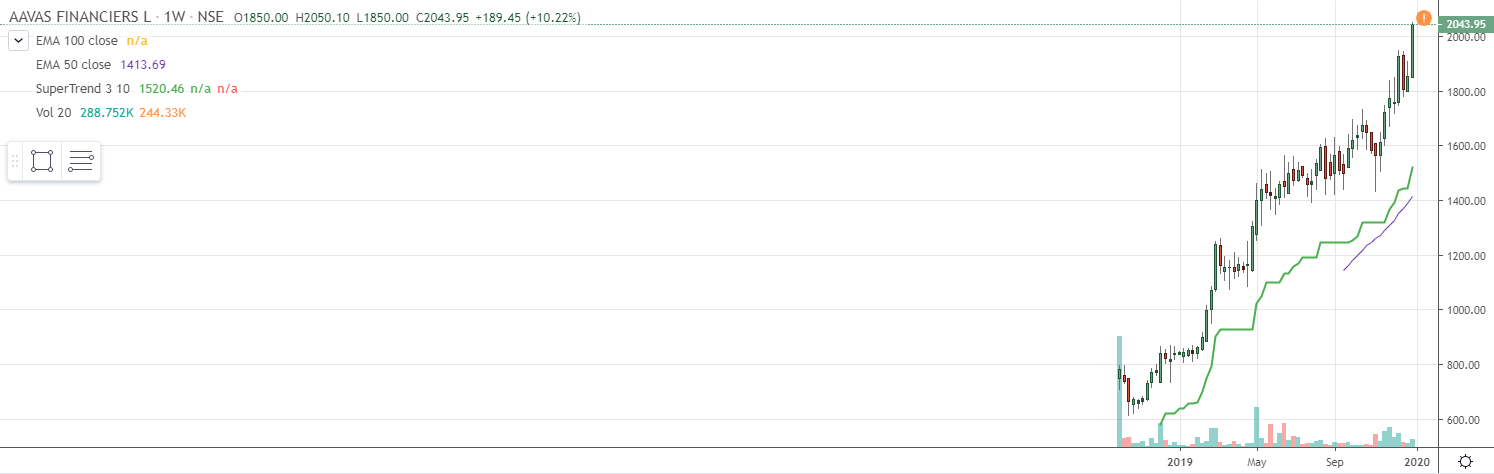 AAVAS FINANCIERS L · 1W · NSE O1850.00 H2050.10 L1850.00 C2043.95 +189.45 (+10.22%)
EMA 100 close n/a
EMA 50 close 1413.69
SuperTrend 3 10 1520.46 n/a n/a
Vol 20 288.752K 244.33K
!
2043.95
2000.00
1800.00
1600.00
1400.00
1200.00
1000.00
800.00
600.00
2019 May Sep 2020